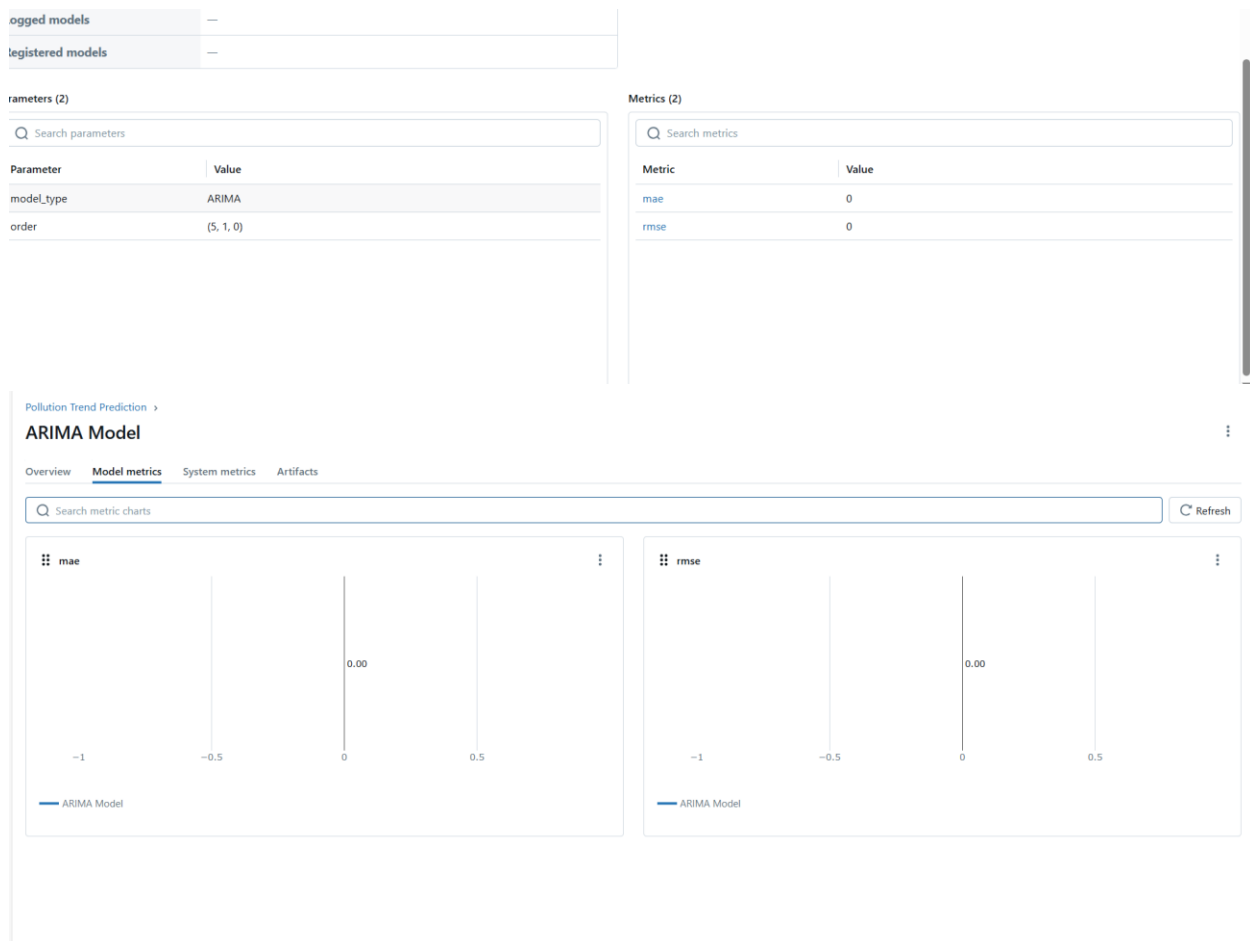 ogged models —
Registered models —
rameters (2)
Metrics (2)
Search parameters
Search metrics
Parameter Value
Metric Value
model_type ARIMA
mae 0
order (5, 1, 0)
rmse 0
Pollution Trend Prediction ›
ARIMA Model
Overview Model metrics System metrics Artifacts
Search metric charts
Refresh
mae
rmse
0.00
0.00
−1 −0.5 0 0.5
−1 −0.5 0 0.5
ARIMA Model
ARIMA Model